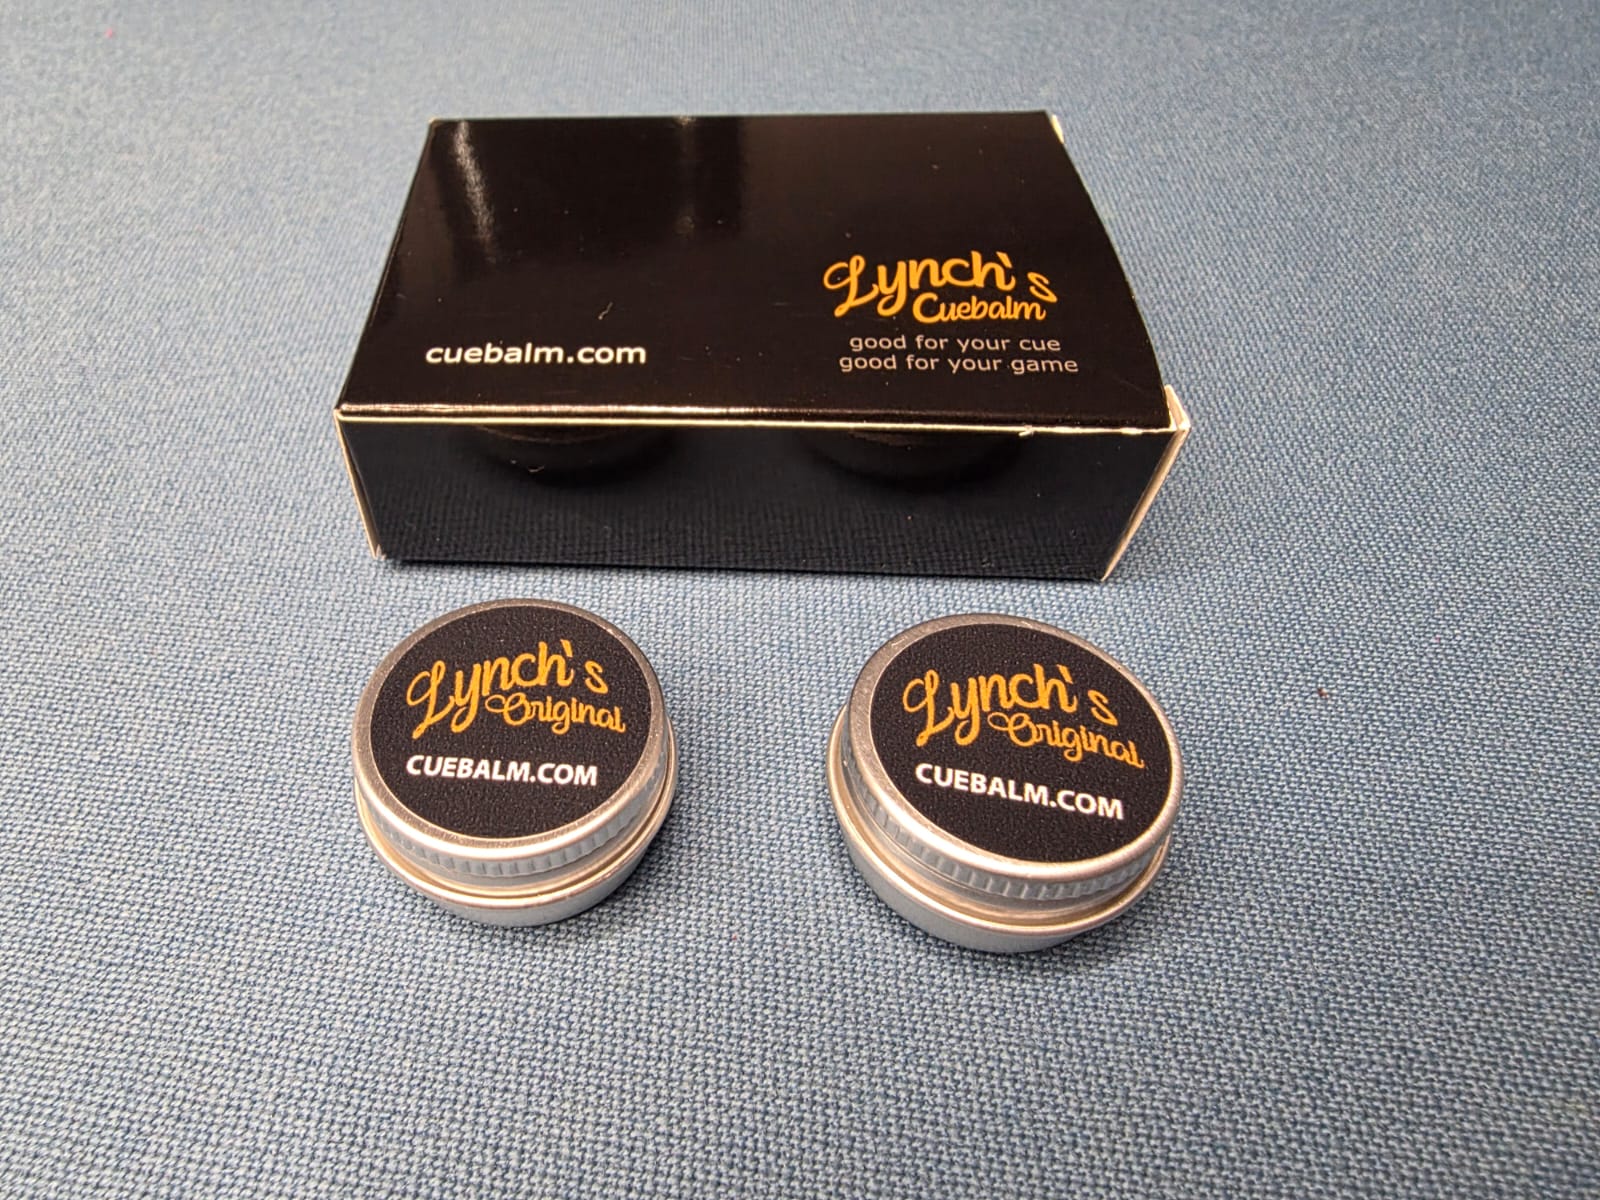 Lynch's
Cuebalm
good for your cue
good for your game
cuebalm.com
Lynch's
Original
CUEBALM.COM
Lynch's
Original
CUEBALM.COM